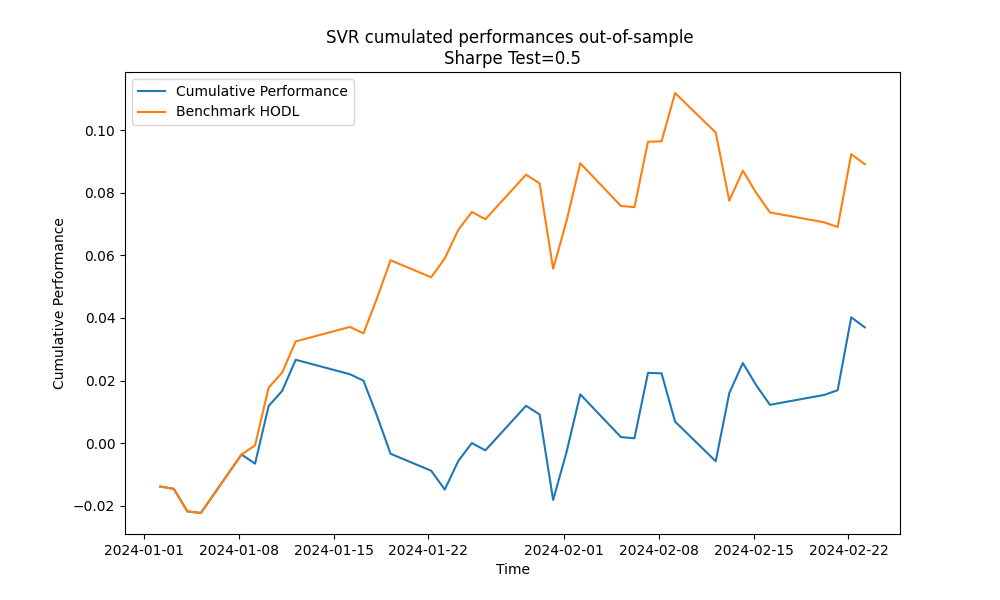 SVR cumulated performances out-of-sample
Sharpe Test=0.5
Cumulative Performance
Benchmark HODL
Cumulative Performance
0.10
0.08
0.06
0.04
0.02
0.00
−0.02
2024-01-01 2024-01-08 2024-01-15 2024-01-22 2024-02-01 2024-02-08 2024-02-15 2024-02-22
Time